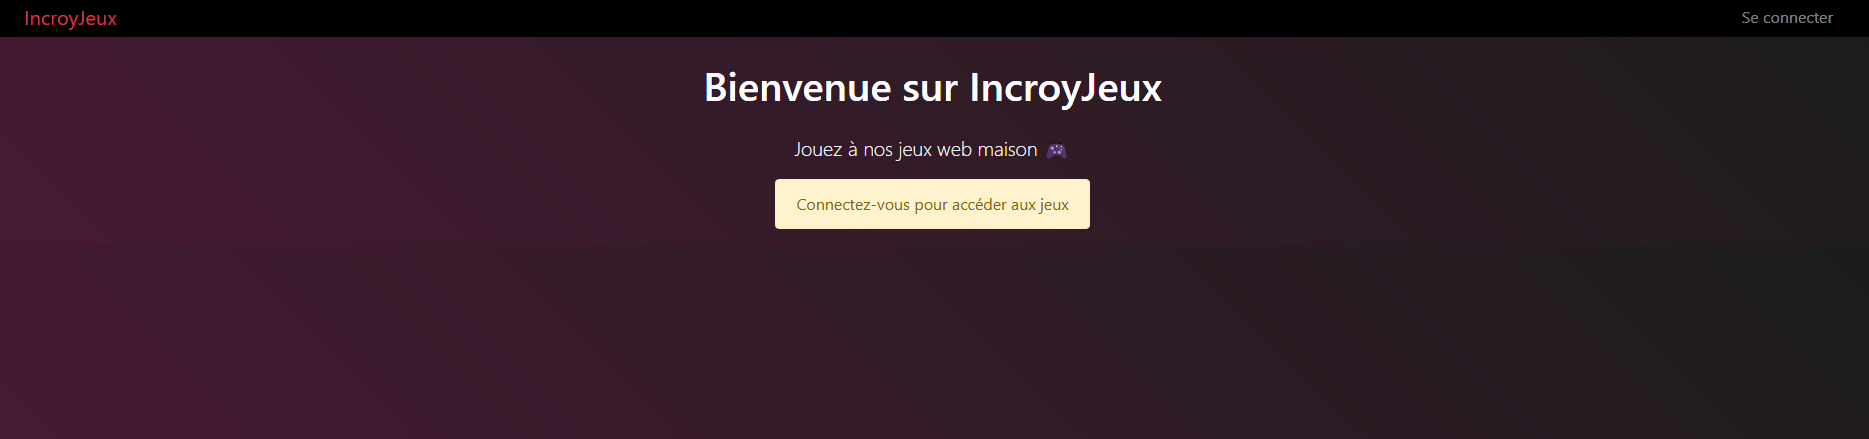 IncroyJeux
Se connecter
Bienvenue sur IncroyJeux
Jouez à nos jeux web maison 🎮
Connectez-vous pour accéder aux jeux